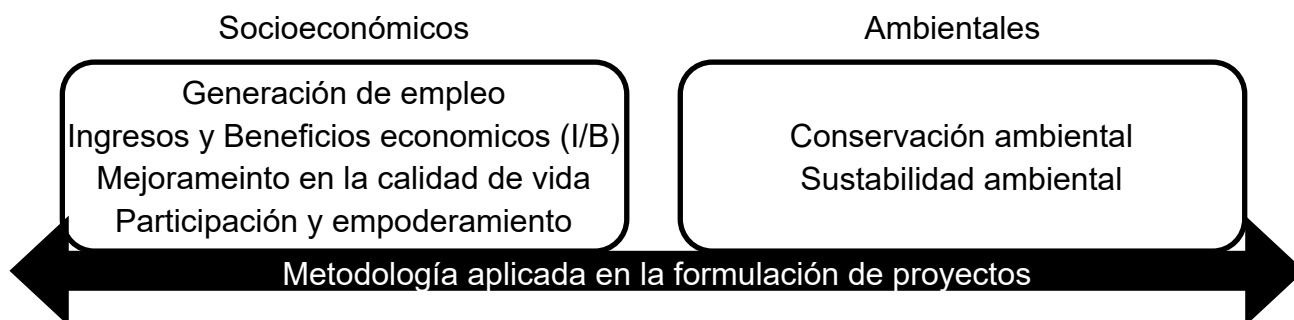 Socioeconómicos
Generación de empleo
Ingresos y Beneficios economicos (I/B)
Mejorameinto en la calidad de vida
Participación y empoderamiento
Ambientales
Conservación ambiental
Sustabilidad ambiental
Metodología aplicada en la formulación de proyectos